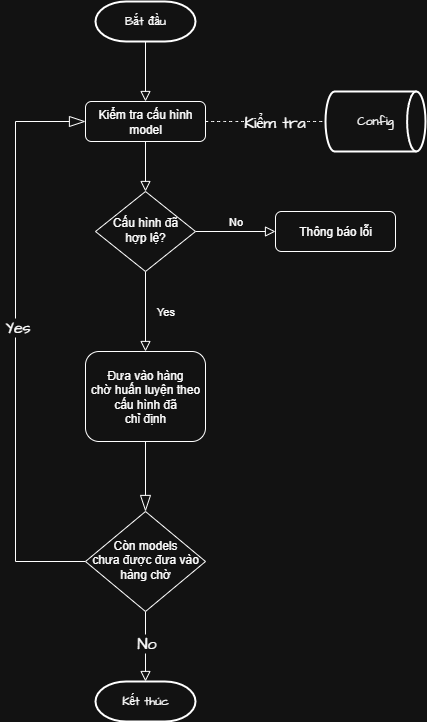 Bắt đầu
Kiểm tra cấu hình
model
Kiểm tra
Config
Cấu hình đã
hợp lệ?
No
Thông báo lỗi
Yes
Yes
Đưa vào hàng
chờ huấn luyện theo
cấu hình đã
chỉ định
Còn models
chưa được đưa vào
hàng chờ
No
Kết thúc